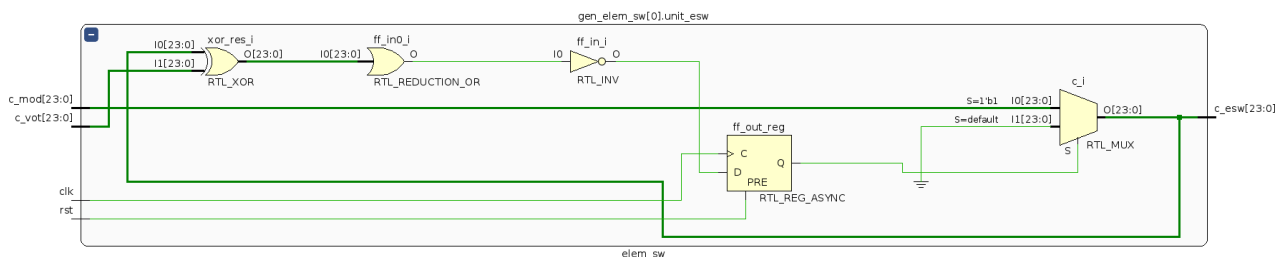 gen_elem_sw[0].unit_esw
xor_res_i
ff_in0_i
ff_in_i
I0[23:0]
I1[23:0]
O[23:0]
I0[23:0]
O
I0
O
RTL_XOR
RTL_REDUCTION_OR
RTL_INV
c_i
c_mod[23:0]
c_vot[23:0]
S=1'b1
I0[23:0]
S=default
I1[23:0]
O[23:0]
c_esw[23:0]
S
RTL_MUX
ff_out_reg
C
D
Q
PRE
RTL_REG_ASYNC
clk
rst
elem_sw